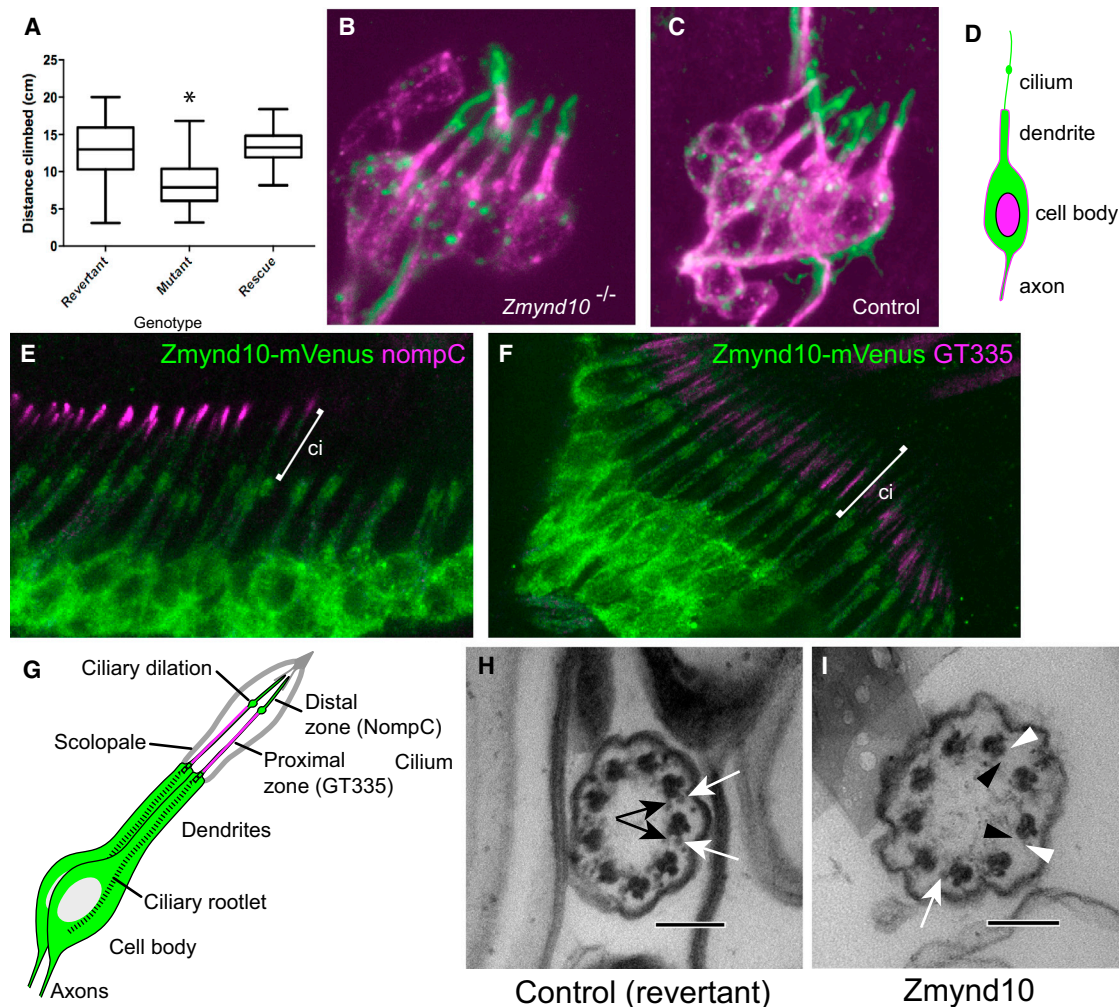 A
Distance climbed (cm)
25
20
15
10
5
0
*
Revertant
Mutant
Rescue
Genotype
B
Zmynd10 -/-
C
Control
D
cilium
dendrite
cell body
axon
E
Zmynd10-mVenus nompC
ci
F
Zmynd10-mVenus GT335
ci
G
Ciliary dilation
Scolopale
Distal
zone (NompC)
Proximal
zone (GT335)
Cilium
Dendrites
Ciliary rootlet
Cell body
Axons
H
Control (revertant)
I
Zmynd10